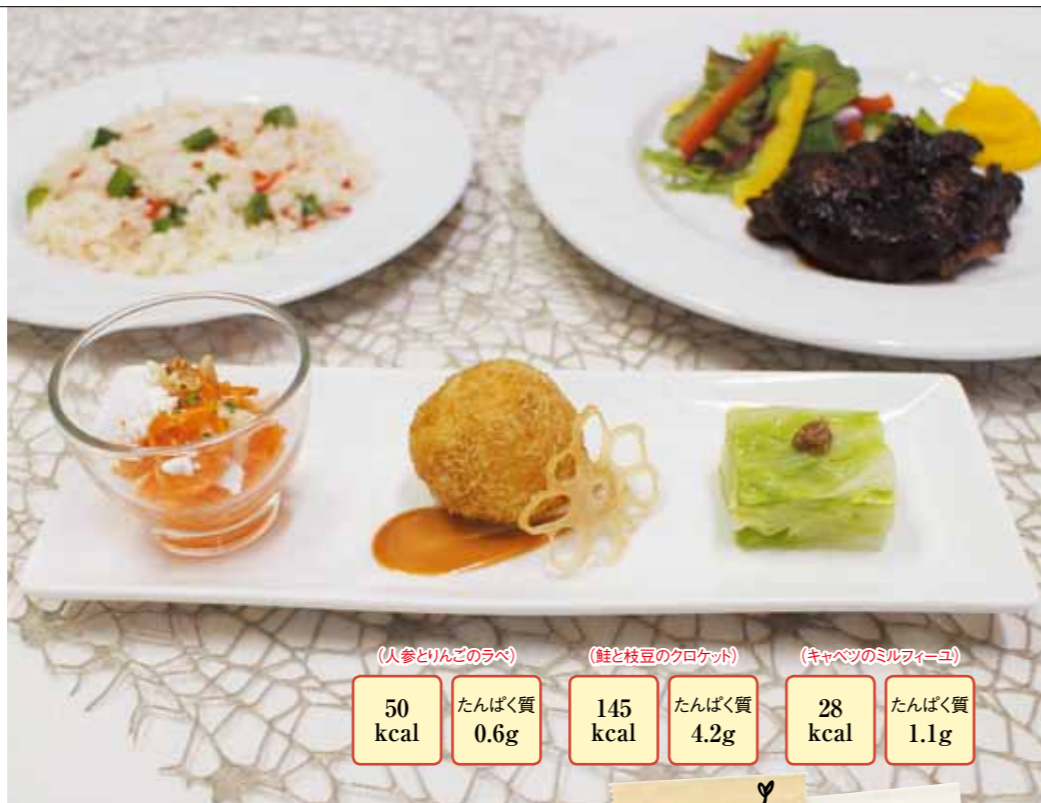 (人参とりんごのラペ)
50
kcal
たんぱく質
0.6g
(鮭と枝豆のクロケット)
145
kcal
たんぱく質
4.2g
(キャベツのミルフィーユ)
28
kcal
たんぱく質
1.1g